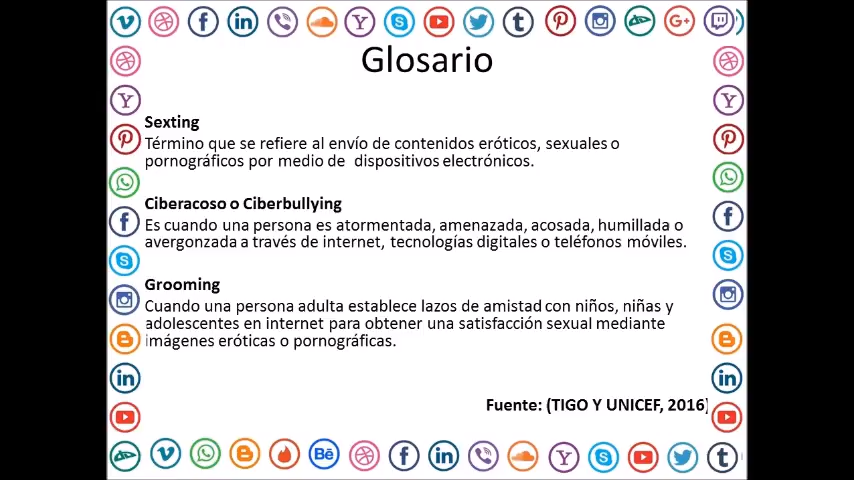 Glosario
Sexting
Término que se refiere al envío de contenidos eróticos, sexuales o
pornográficos por medio de dispositivos electrónicos.
Ciberacoso o Ciberbullying
Es cuando una persona es atormentada, amenazada, acosada, humillada o
avergonzada a través de internet, tecnologías digitales o teléfonos móviles.
Grooming
Cuando una persona adulta establece lazos de amistad con niños, niñas y
adolescentes en internet para obtener una satisfacción sexual mediante
imágenes eróticas o pornográficas.
Fuente: (TIGO Y UNICEF, 2016)